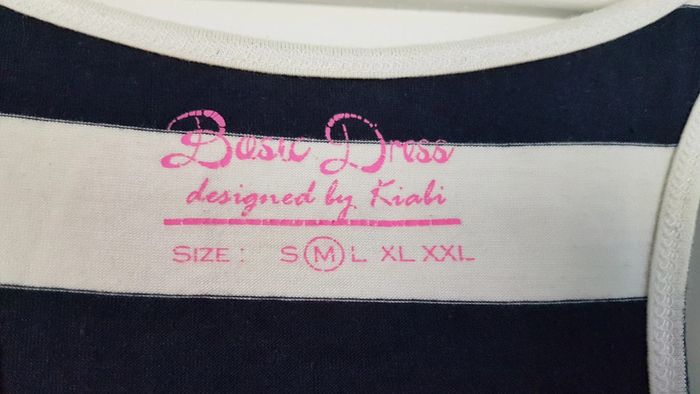 Basic Dress
designed by Kiabi
SIZE: S M L XL XXL